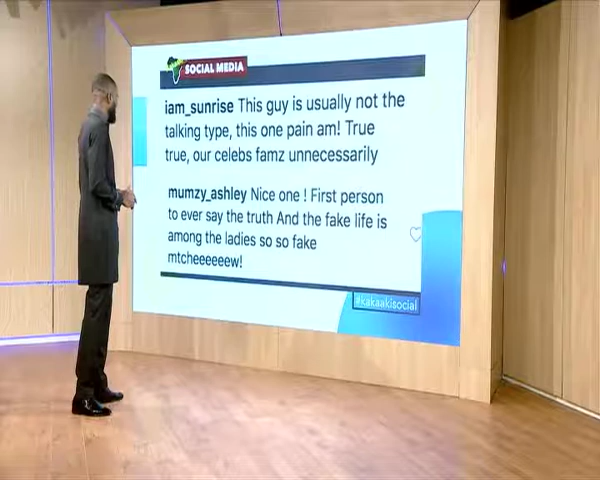 SOCIAL MEDIA
iam_sunrise This guy is usually not the
talking type, this one pain am! True
true, our celebs famz unnecessarily
mumzy_ashley Nice one ! First person
to ever say the truth And the fake life is
among the ladies so so fake
mtcheeeeeew!
#kakaakisocial